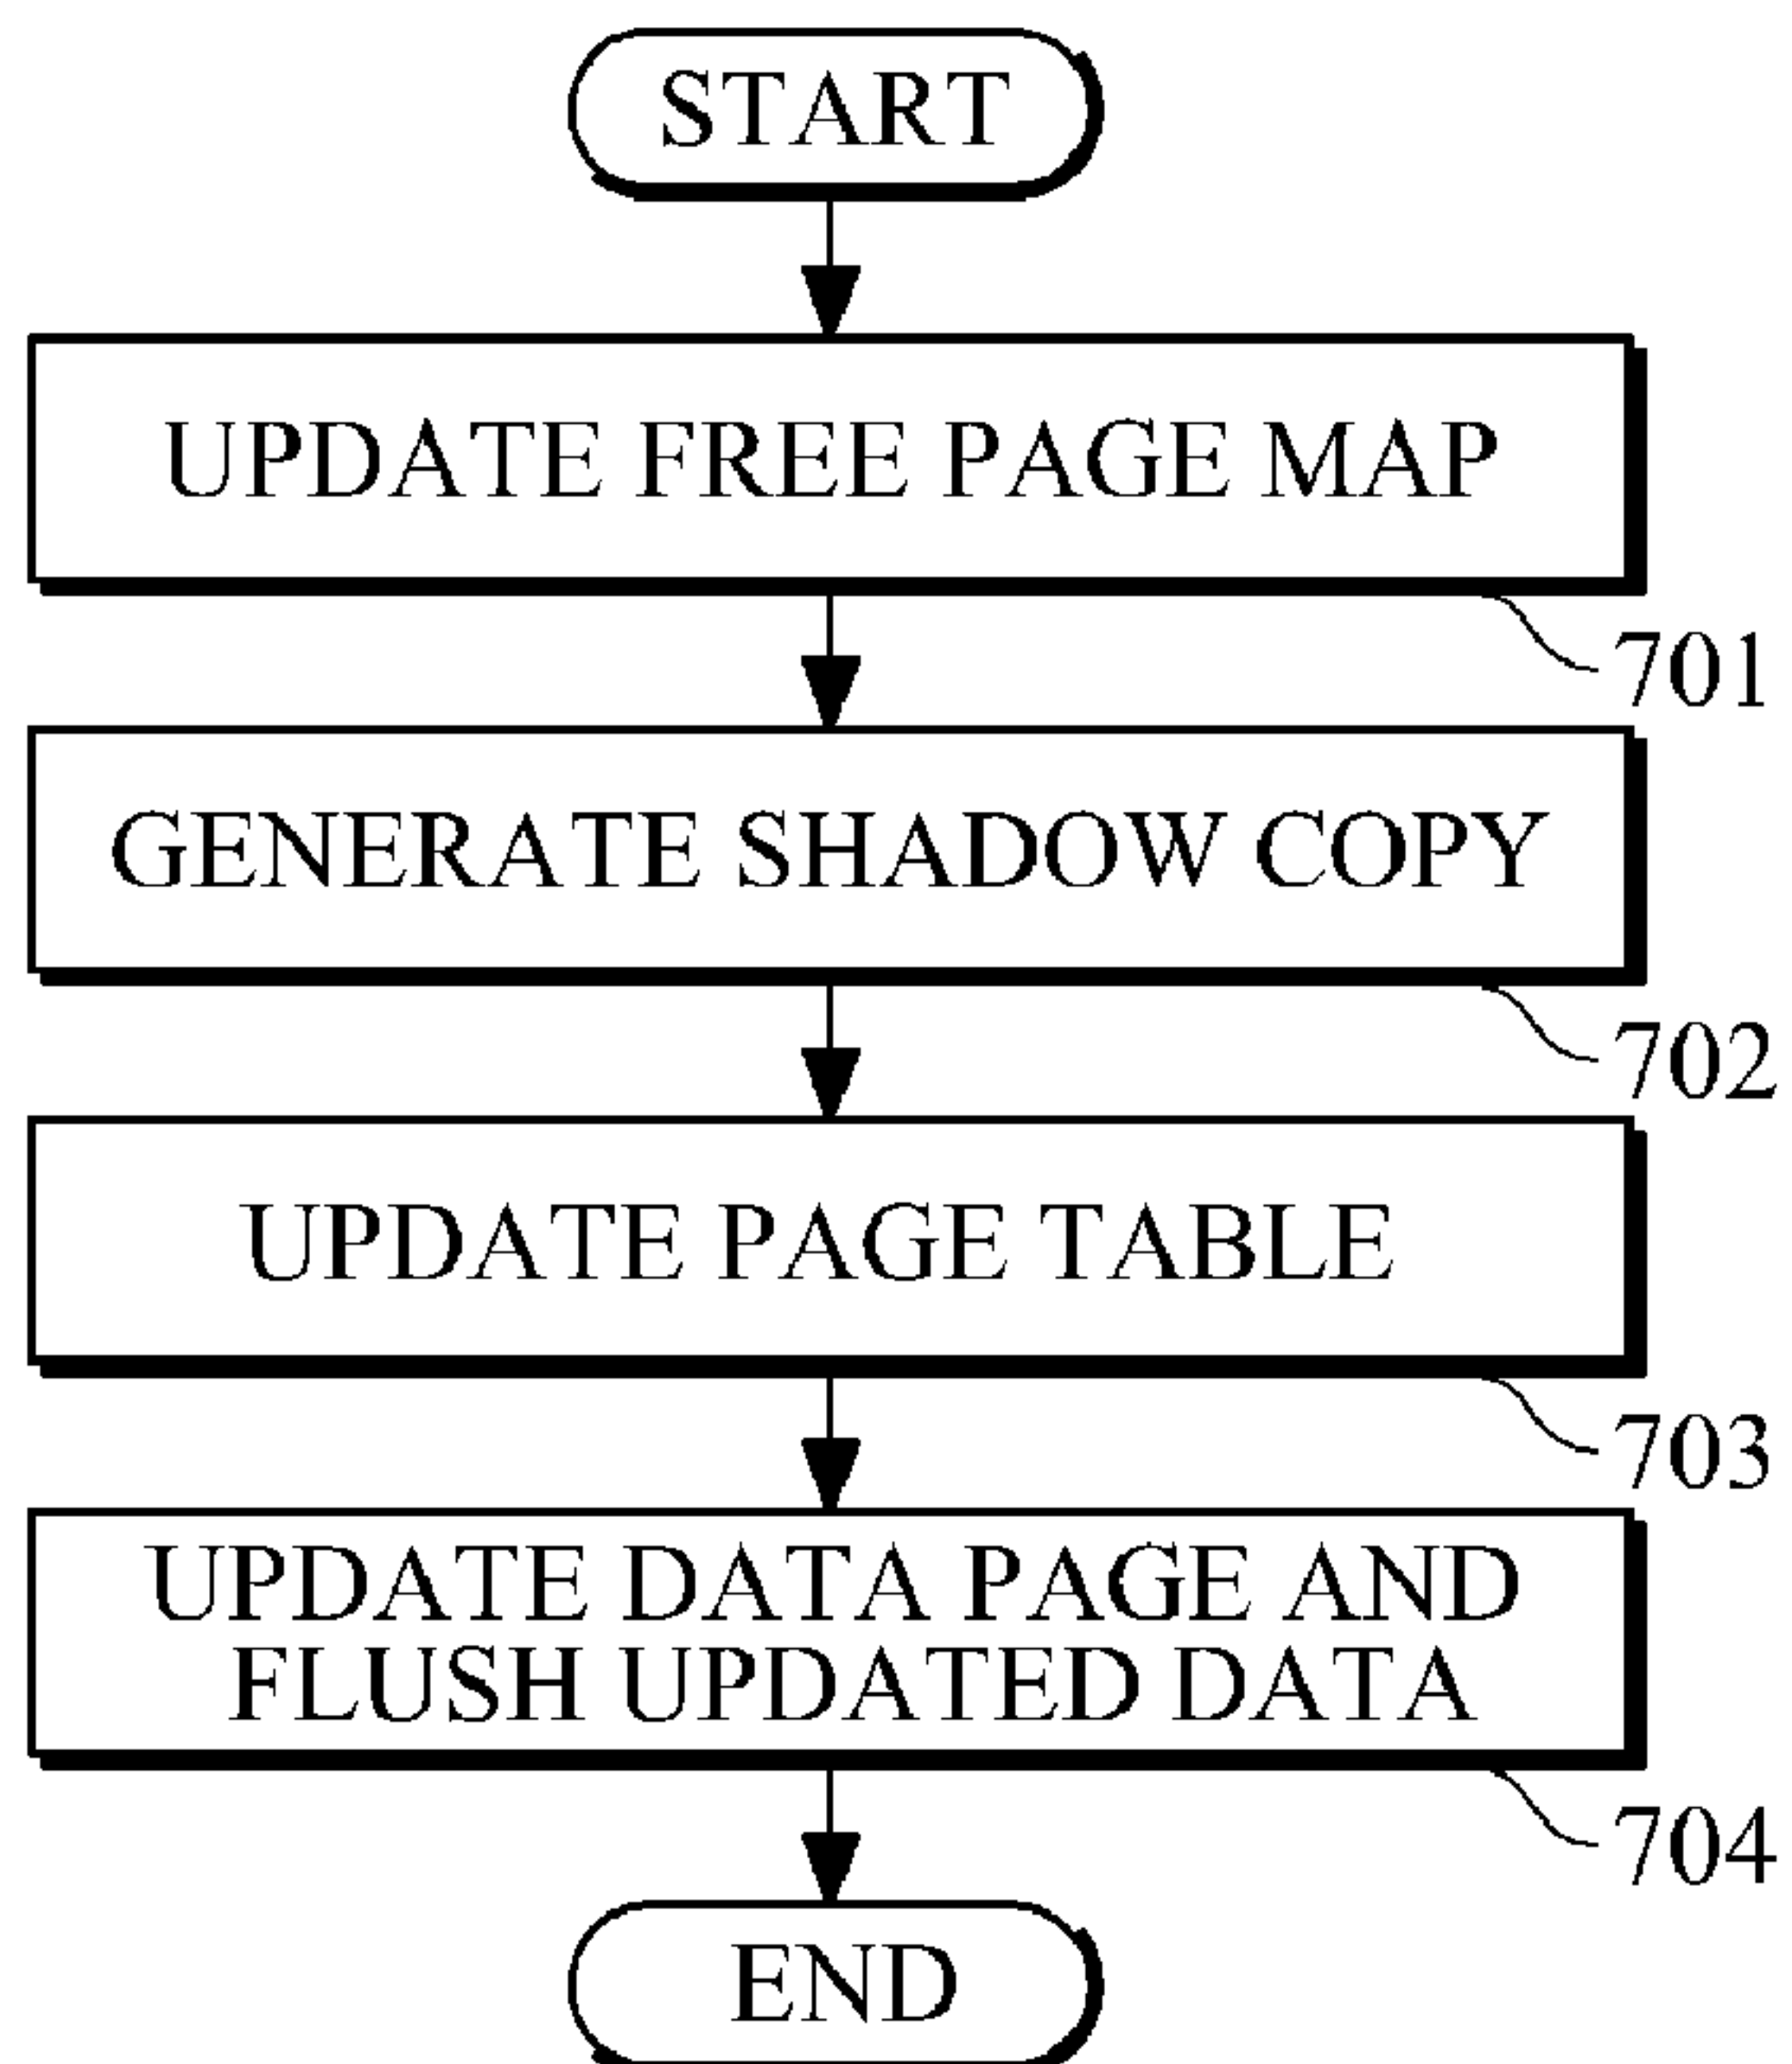 START
UPDATE FREE PAGE MAP
701
GENERATE SHADOW COPY
702
UPDATE PAGE TABLE
703
UPDATE DATA PAGE AND
FLUSH UPDATED DATA
704
END